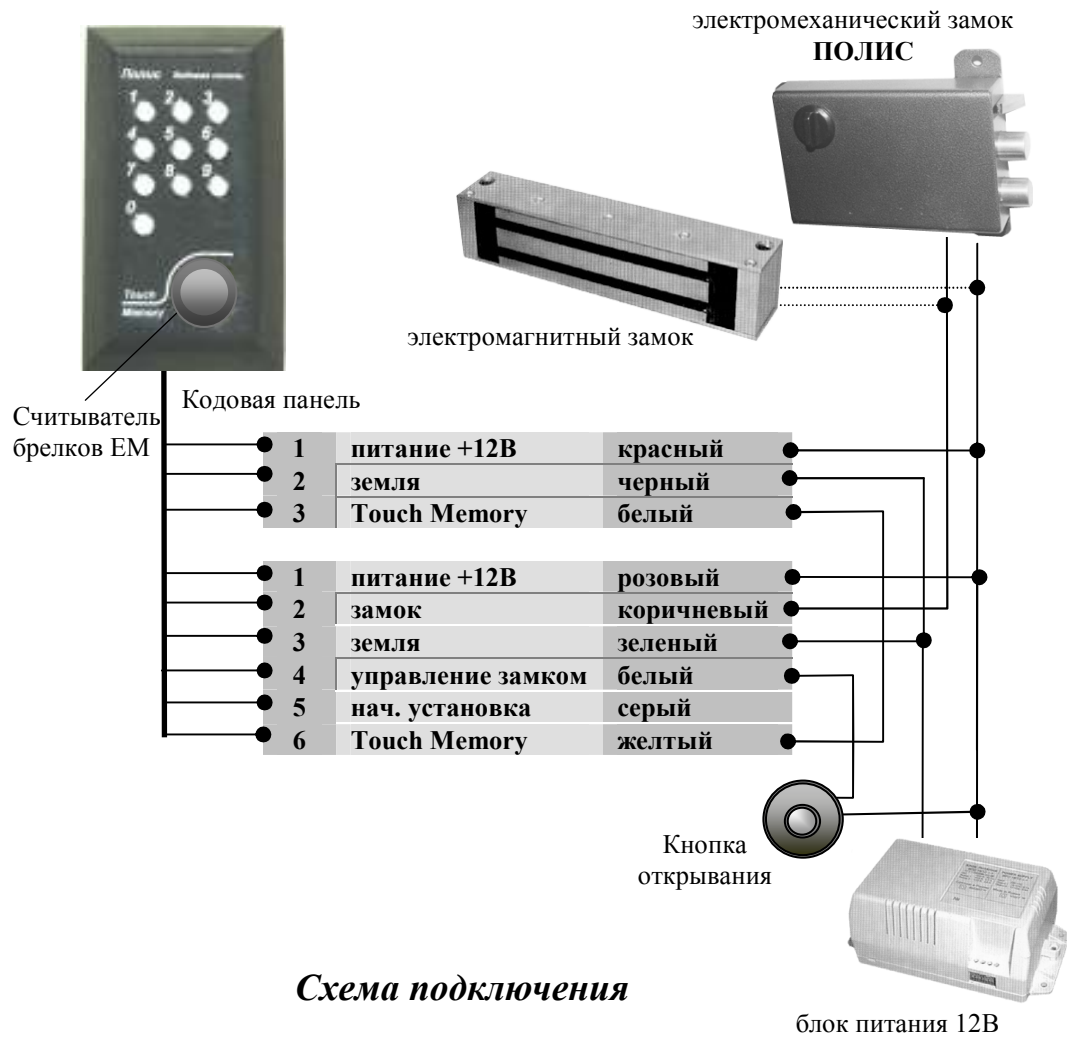 электромеханический замок
ПОЛИС
Полис
1 2 3
4 5 6
7 8 9
0
Touch
Memory
электромагнитный замок
Считыватель
брелков EM
Кодовая панель
1 питание +12В красный
2 земля черный
3 Touch Memory белый
1 питание +12В розовый
2 замок коричневый
3 земля зеленый
4 управление замком белый
5 нач. установка серый
6 Touch Memory желтый
Кнопка
открывания
Схема подключения
блок питания 12В